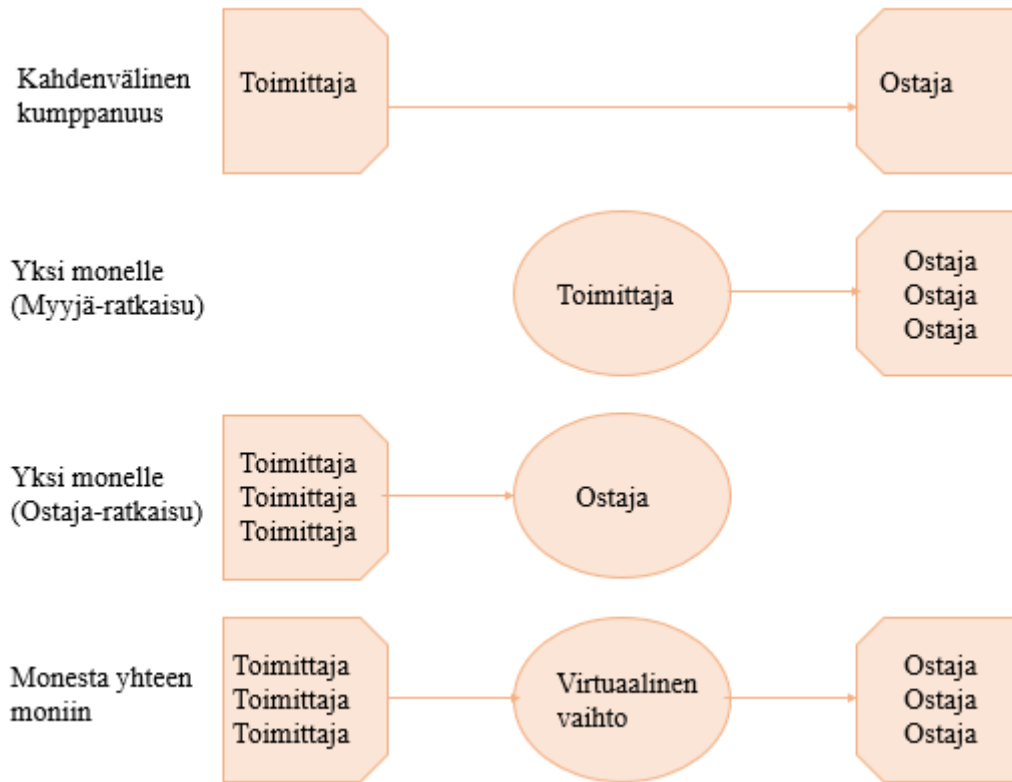 Kahdenvälinen
kumppanuus
Toimittaja
Ostaja
Yksi monelle
(Myyjä-ratkaisu)
Toimittaja
Ostaja
Ostaja
Ostaja
Yksi monelle
(Ostaja-ratkaisu)
Toimittaja
Toimittaja
Toimittaja
Ostaja
Monesta yhteen
moniin
Toimittaja
Toimittaja
Toimittaja
Virtuaalinen
vaihto
Ostaja
Ostaja
Ostaja